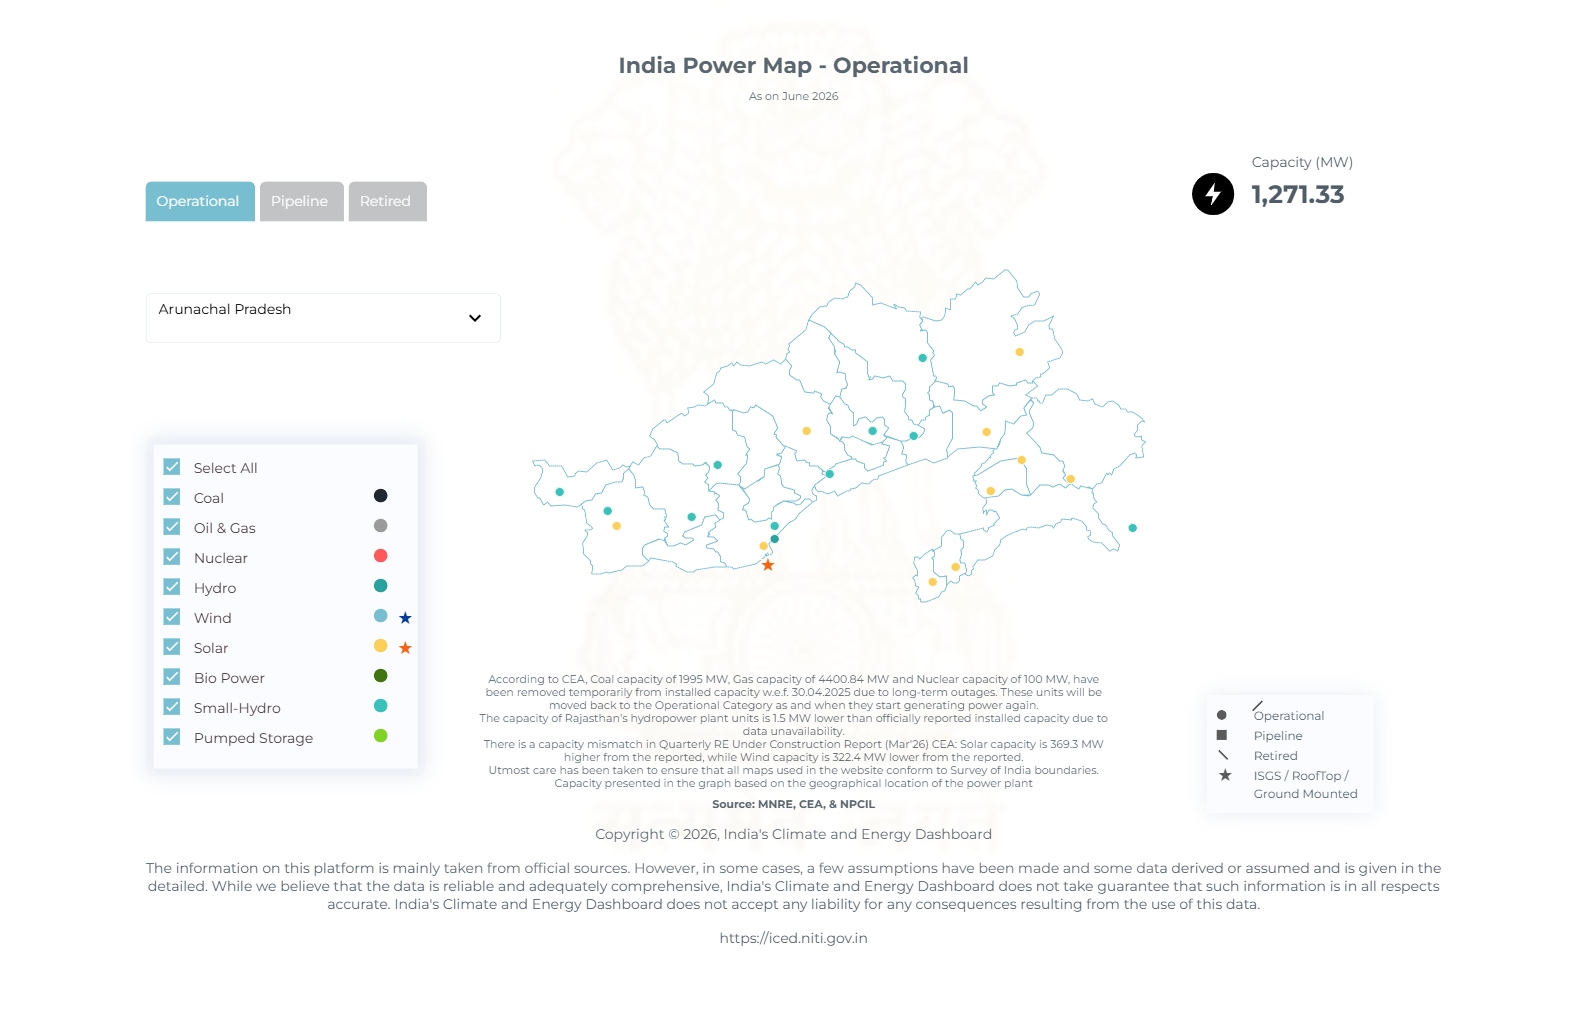 India Power Map - Operational
As on June 2026
Capacity (MW)
1,271.33
Operational
Pipeline
Retired
Arunachal Pradesh
Select All
Coal
Oil & Gas
Nuclear
Hydro
Wind
Solar
Bio Power
Small-Hydro
Pumped Storage
According to CEA, Coal capacity of 1995 MW, Gas capacity of 4400.84 MW and Nuclear capacity of 100 MW, have
been removed temporarily from installed capacity w.e.f. 30.04.2025 due to long-term outages. These units will be
moved back to the Operational Category as and when they start generating power again.
The capacity of Rajasthan's hydropower plant units is 1.5 MW lower than officially reported installed capacity due to
data unavailability.
There is a capacity mismatch in Quarterly RE Under Construction Report (Mar'26) CEA: Solar capacity is 369.3 MW
higher from the reported, while Wind capacity is 322.4 MW lower from the reported.
Utmost care has been taken to ensure that all maps used in the website conform to Survey of India boundaries.
Capacity presented in the graph based on the geographical location of the power plant
Source: MNRE, CEA, & NPCIL
Operational
Pipeline
Retired
ISGS / RoofTop /
Ground Mounted
Copyright © 2026, India's Climate and Energy Dashboard
The information on this platform is mainly taken from official sources. However, in some cases, a few assumptions have been made and some data derived or assumed and is given in the
detailed. While we believe that the data is reliable and adequately comprehensive, India's Climate and Energy Dashboard does not take guarantee that such information is in all respects
accurate. India's Climate and Energy Dashboard does not accept any liability for any consequences resulting from the use of this data.
https://iced.niti.gov.in